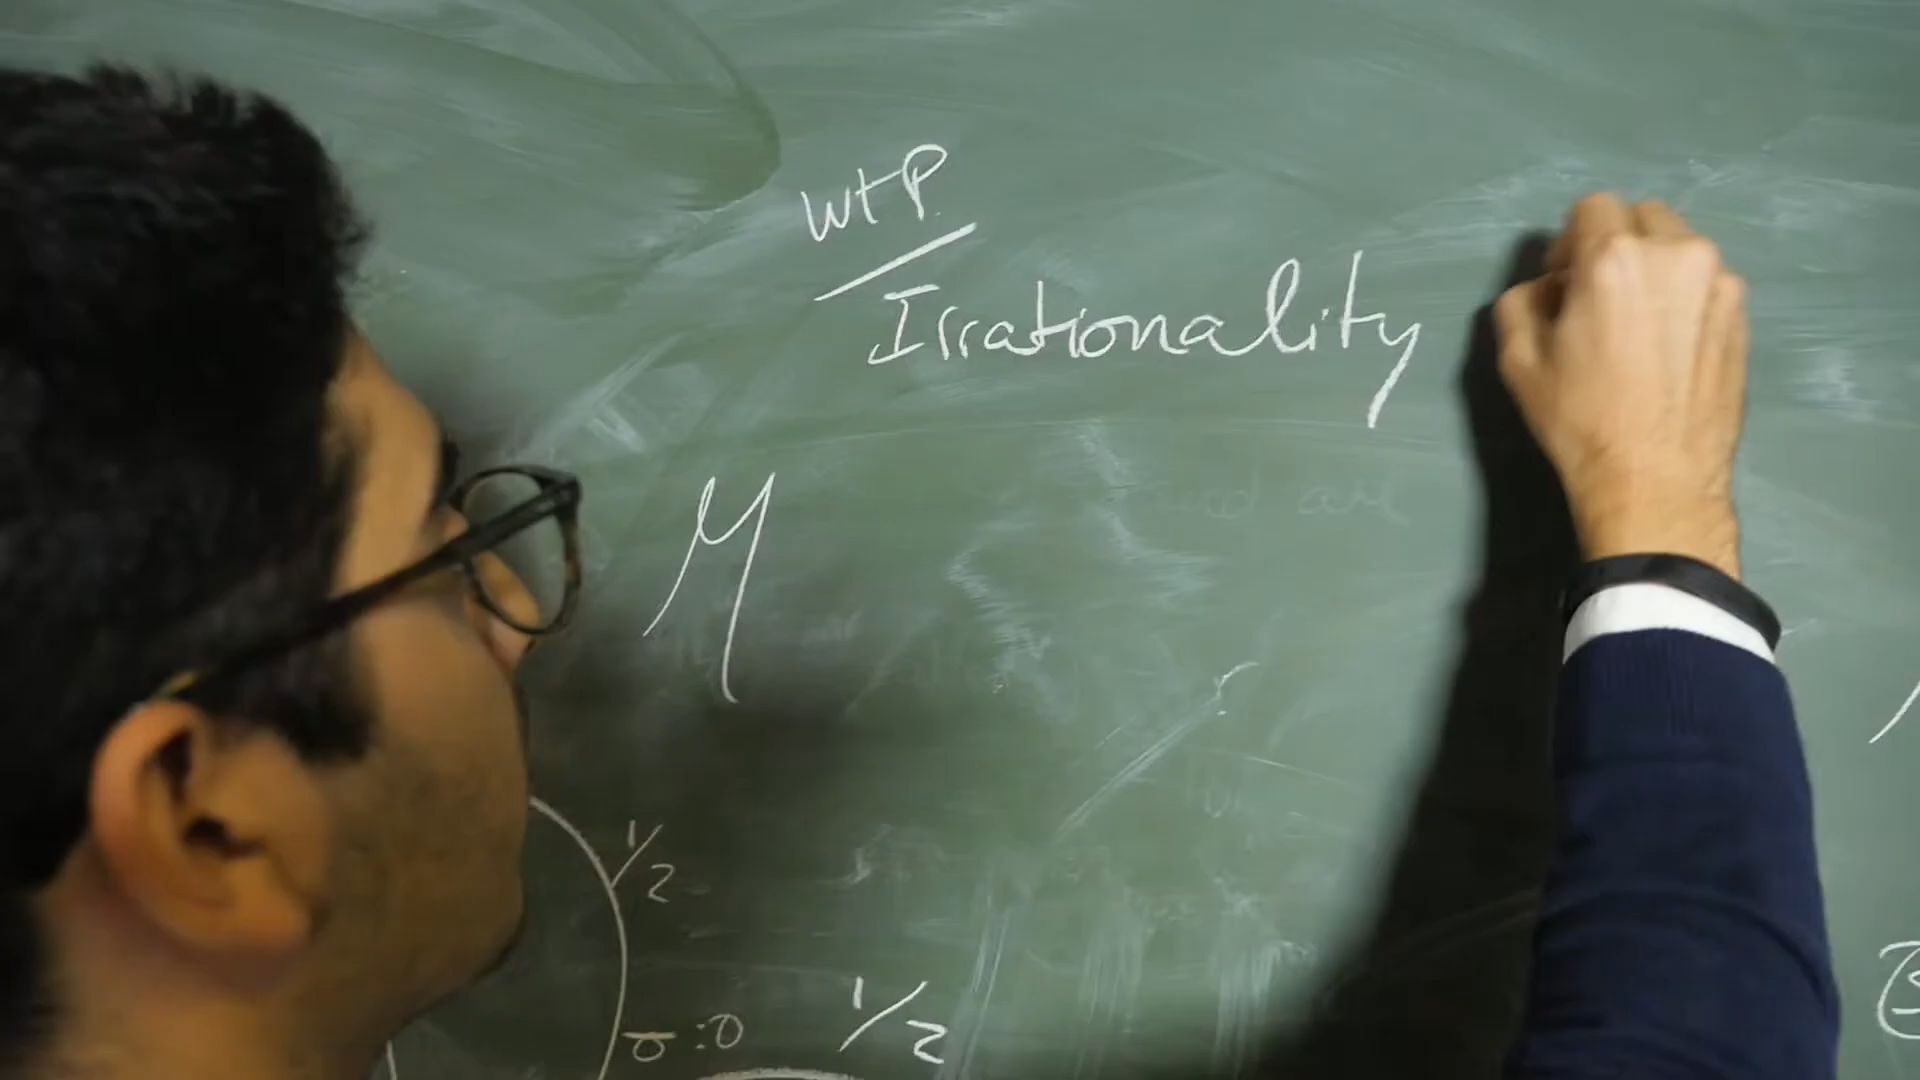 WtP
Irrationality
M
1/2
σ:0 1/2